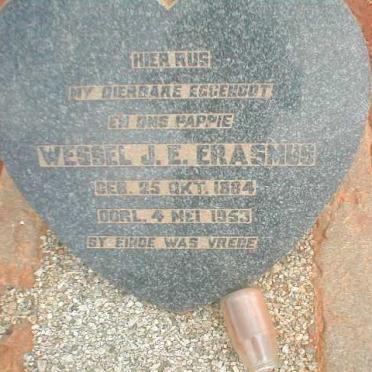 HIER RUS
MY DIERBARE EGGENOOT
EN ONS PAPPIE
WESSEL J. E. ERASMUS
GEB. 25 OKT. 1884
OORL. 4 MEI 1953
SY EINDE WAS VREDE